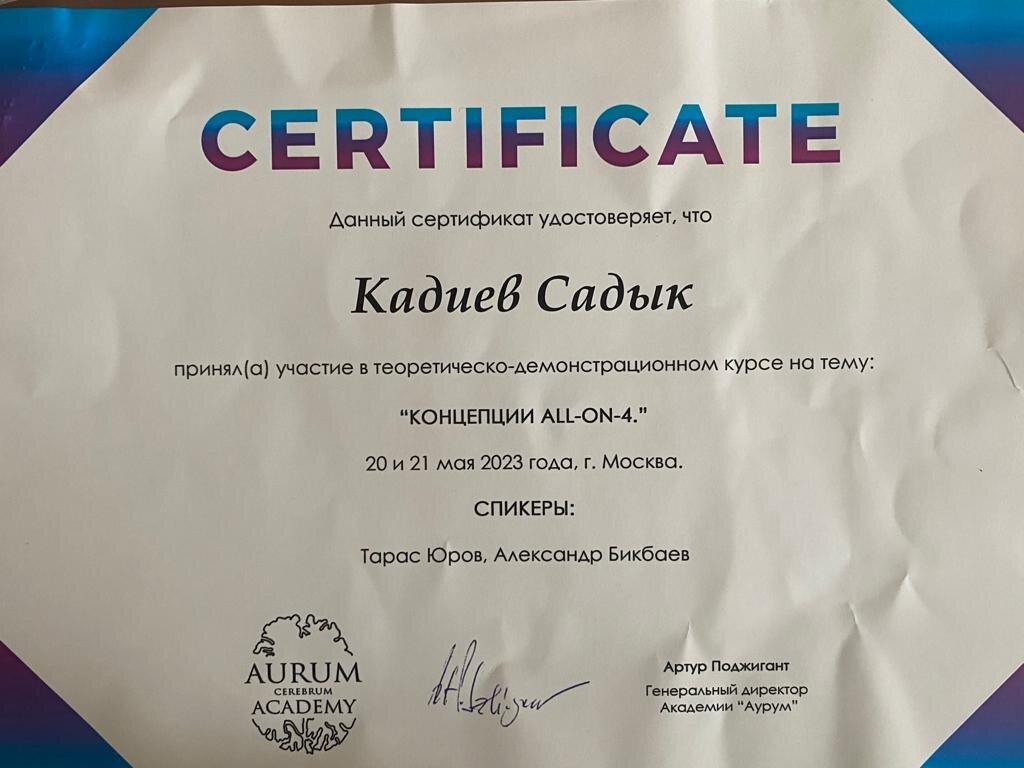 CERTIFICATE
Данный сертификат удостоверяет, что
Кадиев Садык
принял(а) участие в теоретическо-демонстрационном курсе на тему:
“КОНЦЕПЦИИ ALL-ON-4.”
20 и 21 мая 2023 года, г. Москва.
СПИКЕРЫ:
Тарас Юров, Александр Бикбаев
AURUM
CEREBRUM
ACADEMY
Артур Поджигант
Генеральный директор
Академии “Аурум”